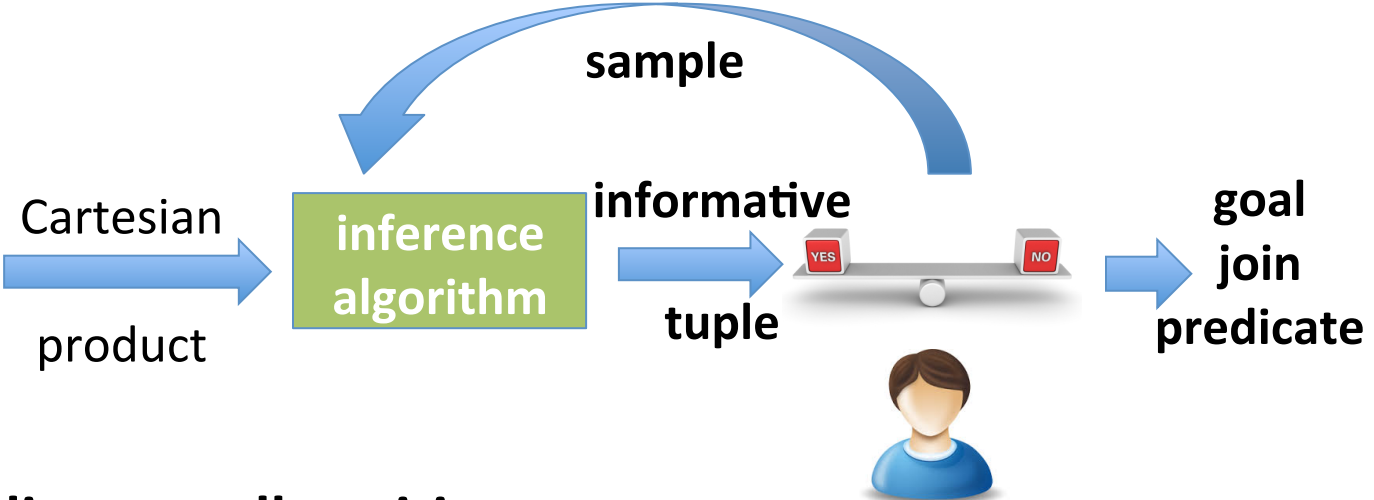 sample
Cartesian
product
inference
algorithm
informative
tuple
YES
NO
goal
join
predicate